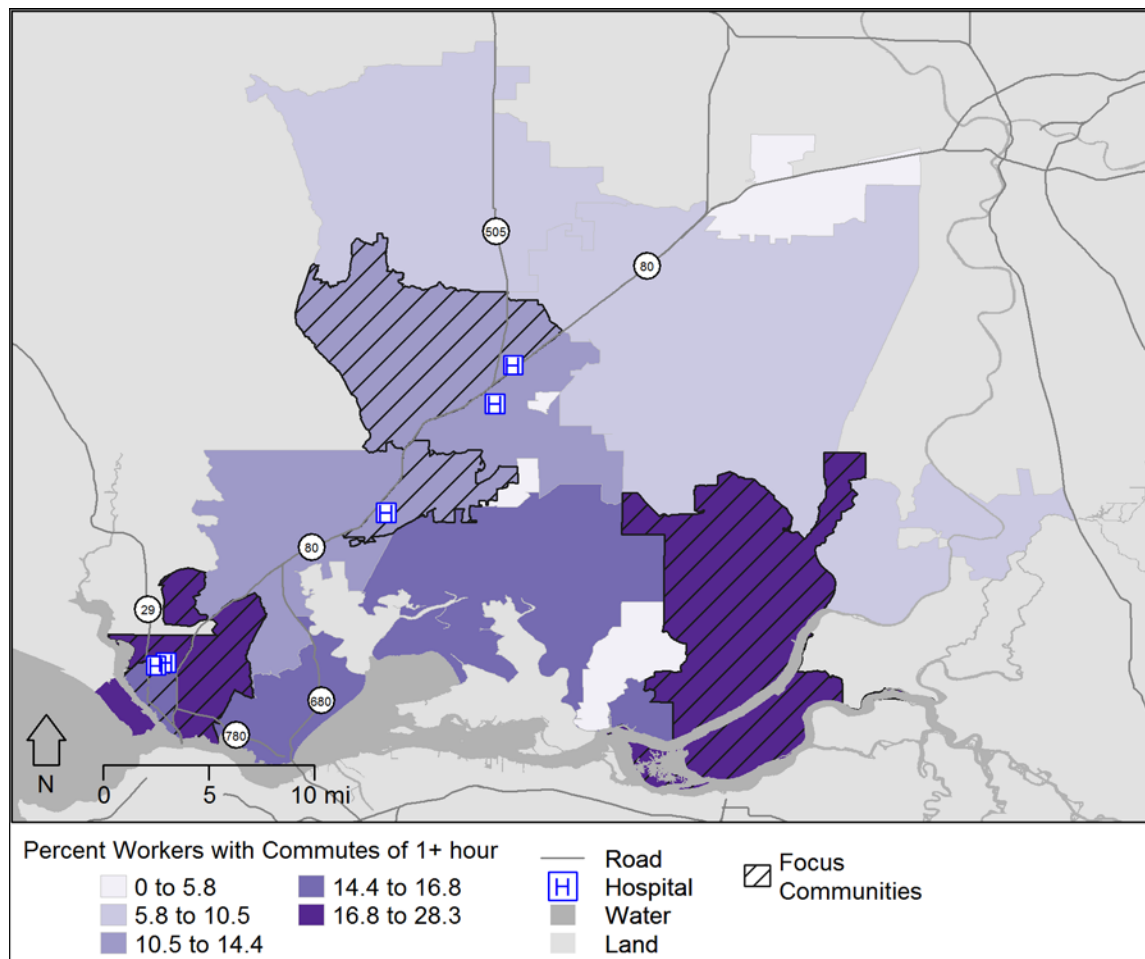 505
80
H
H
H
80
29
H
H
680
780
N
0 5 10 mi
Percent Workers with Commutes of 1+ hour
0 to 5.8
5.8 to 10.5
10.5 to 14.4
14.4 to 16.8
16.8 to 28.3
Road
H Hospital
Water
Land
Focus
Communities